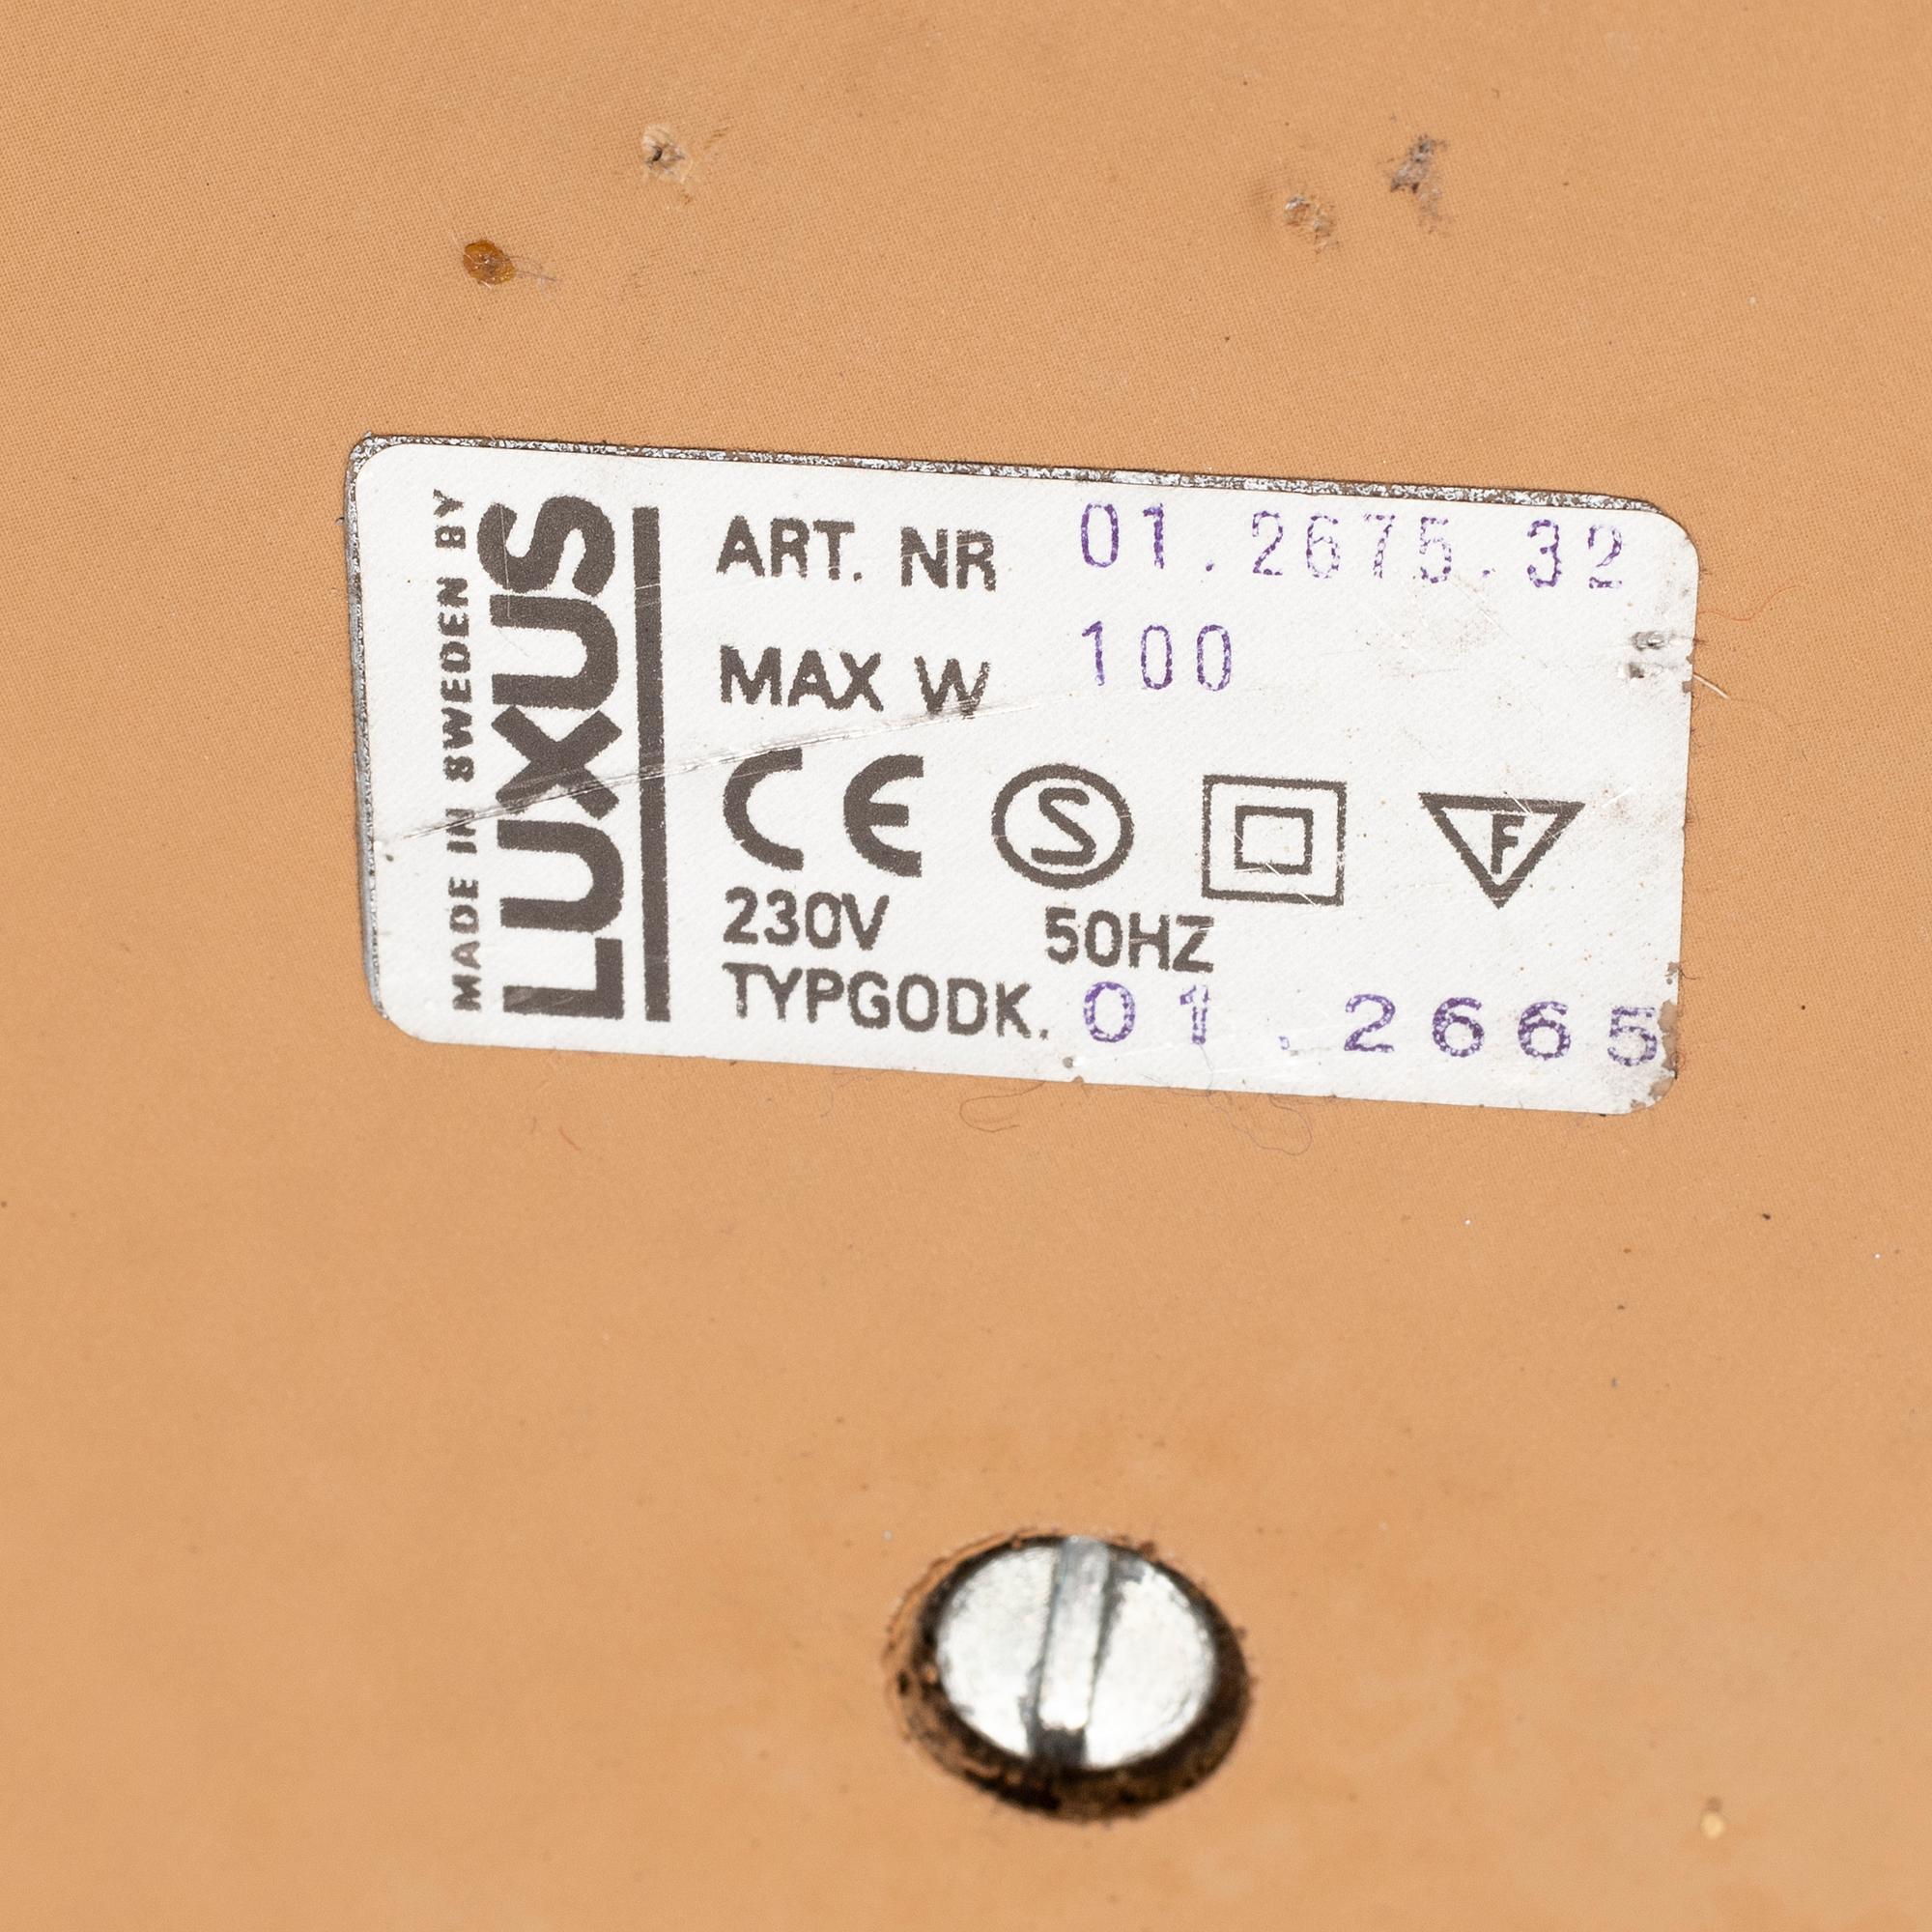 MADE IN SWEDEN BY
LUXUS
ART. NR 01.2675.32
MAX W 100
CE S F
230V 50HZ
TYPGODK. 01.2665